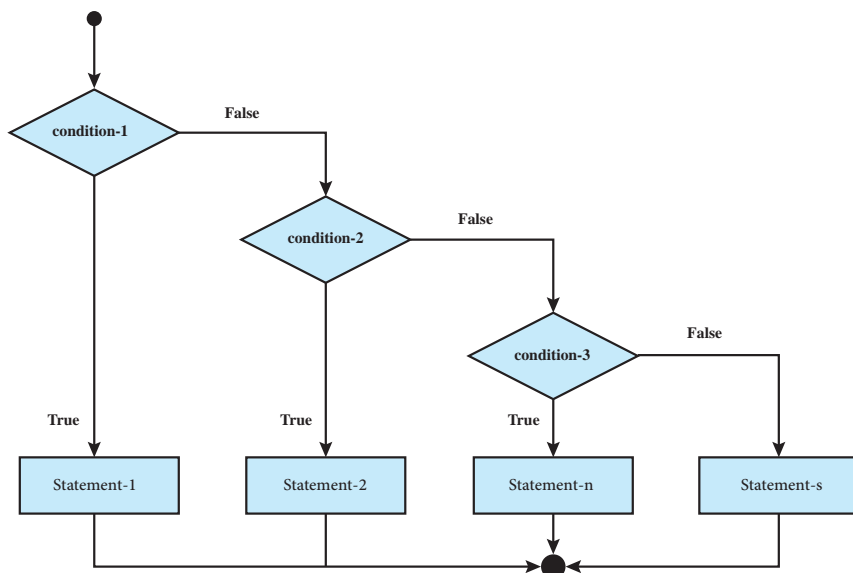 False
condition-1
False
condition-2
False
condition-3
True
True
True
Statement-1
Statement-2
Statement-n
Statement-s